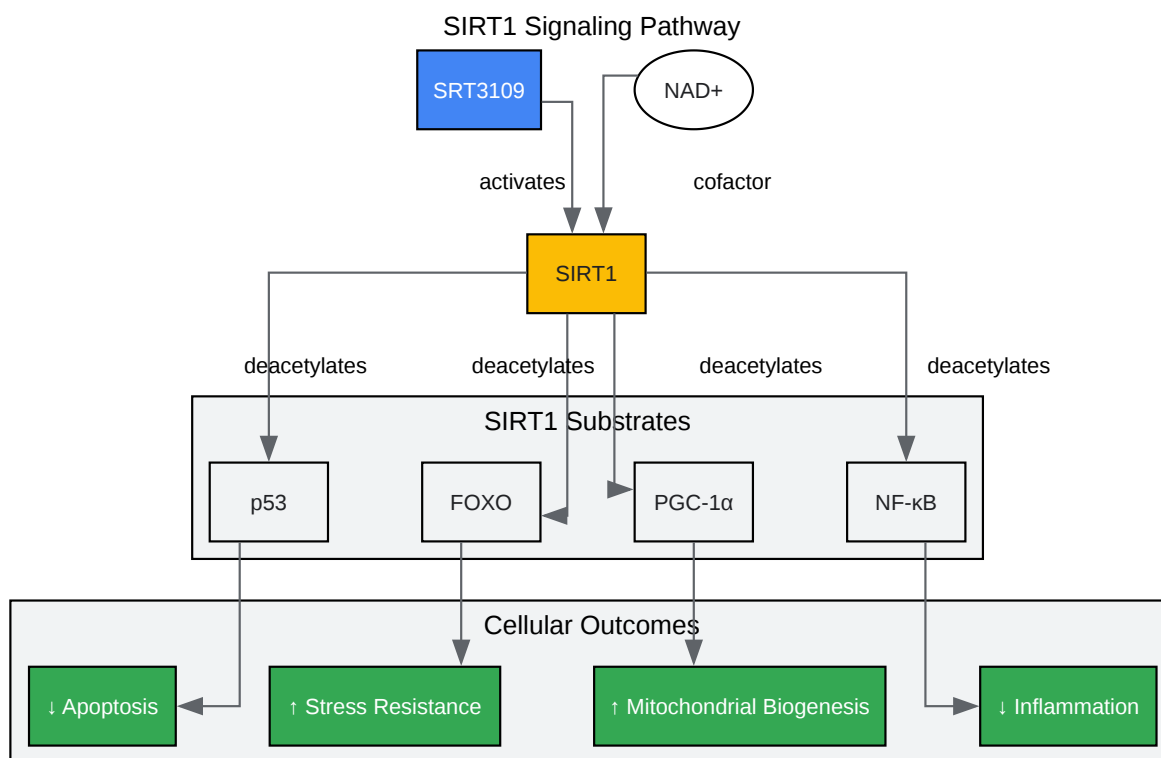 SIRT1 Signaling Pathway
SRT3109
NAD+
activates
cofactor
SIRT1
deacetylates
deacetylates
deacetylates
deacetylates
SIRT1 Substrates
p53
FOXO
PGC-1α
NF-κB
Cellular Outcomes
↓ Apoptosis
↑ Stress Resistance
↑ Mitochondrial Biogenesis
↓ Inflammation